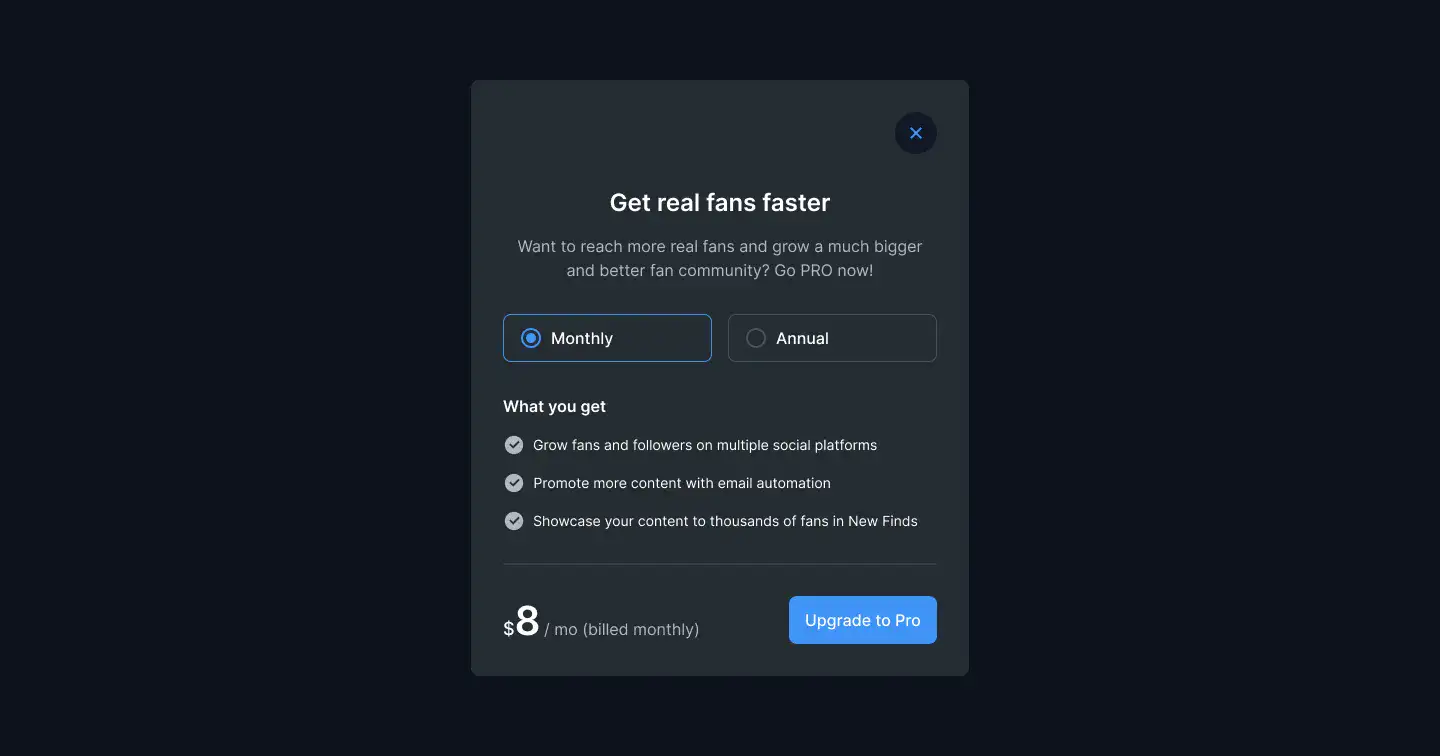 Get real fans faster
Want to reach more real fans and grow a much bigger
and better fan community? Go PRO now!
Monthly
Annual
What you get
Grow fans and followers on multiple social platforms
Promote more content with email automation
Showcase your content to thousands of fans in New Finds
$8 / mo (billed monthly)
Upgrade to Pro